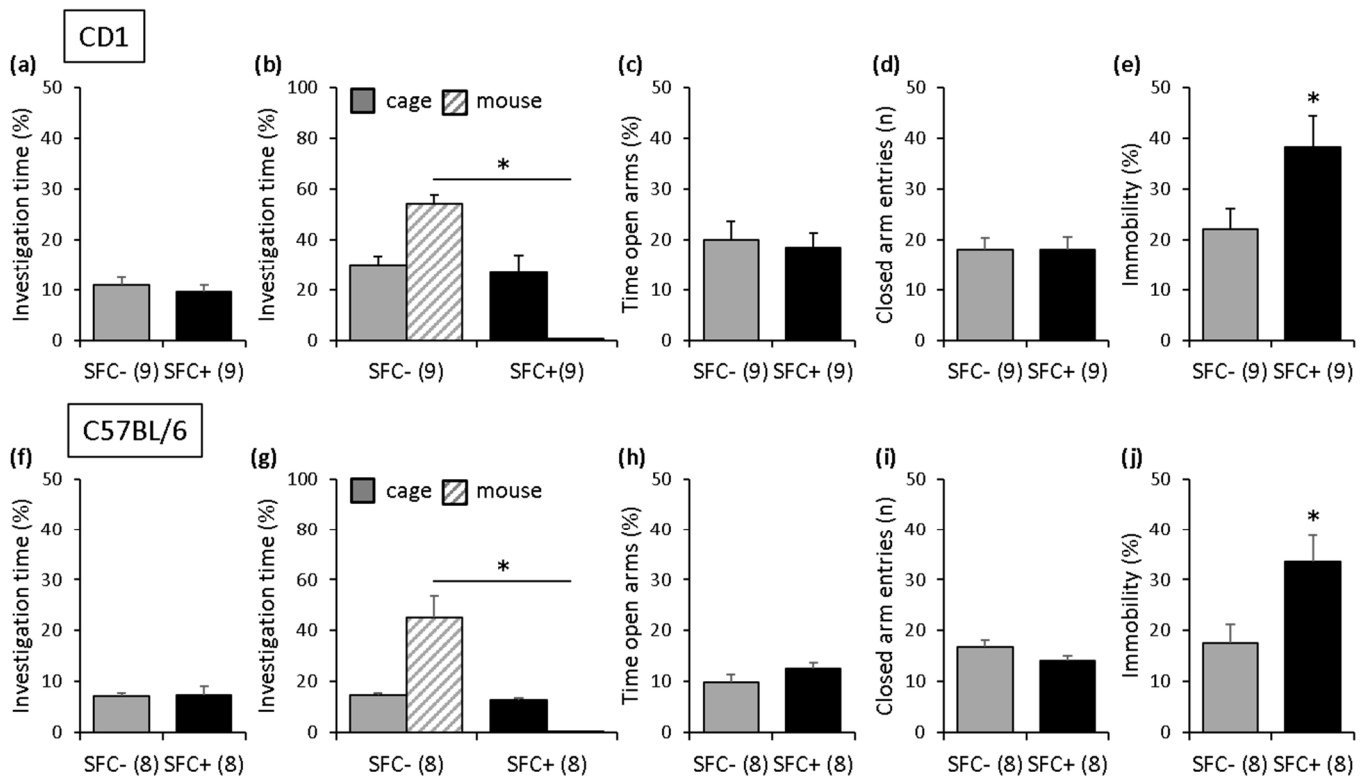 CD1
(a)
Investigation time (%)
50
40
30
20
10
0
SFC- (9) SFC+ (9)
(b)
Investigation time (%)
100
80
60
40
20
0
cage mouse
*
SFC- (9) SFC+(9)
(c)
Time open arms (%)
50
40
30
20
10
0
SFC- (9) SFC+ (9)
(d)
Closed arm entries (n)
50
40
30
20
10
0
SFC- (9) SFC+ (9)
(e)
Immobility (%)
50
40
30
20
10
0
*
SFC- (9) SFC+ (9)
C57BL/6
(f)
Investigation time (%)
50
40
30
20
10
0
SFC- (8) SFC+ (8)
(g)
Investigation time (%)
100
80
60
40
20
0
cage mouse
*
SFC- (8) SFC+ (8)
(h)
Time open arms (%)
50
40
30
20
10
0
SFC- (8) SFC+ (8)
(i)
Closed arm entries (n)
50
40
30
20
10
0
SFC- (8) SFC+ (8)
(j)
Immobility (%)
50
40
30
20
10
0
*
SFC- (8) SFC+ (8)